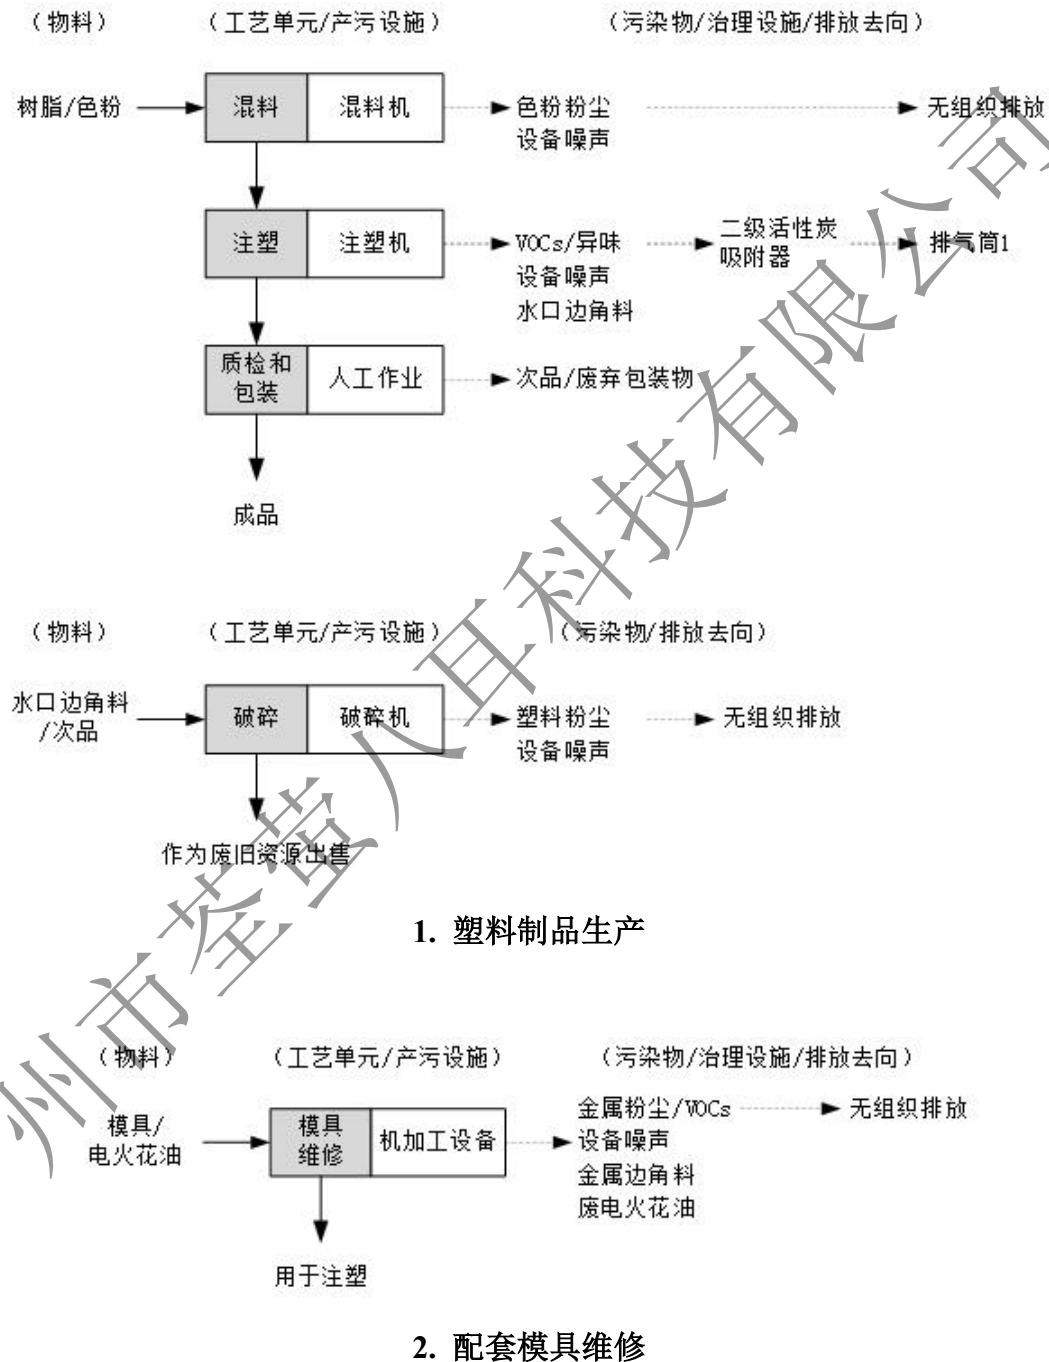 （物料）
（工艺单元/产污设施）
（污染物/治理设施/排放去向）
树脂/色粉
混料
混料机
色粉粉尘
设备噪声
无组织排放
注塑
注塑机
VOCs/异味
设备噪声
水口边角料
二级活性炭
吸附器
排气筒1
质检和
包装
人工作业
次品/废弃包装物
成品
（物料）
（工艺单元/产污设施）
（污染物/排放去向）
水口边角料
/次品
破碎
破碎机
塑料粉尘
设备噪声
无组织排放
作为废旧资源出售
1. 塑料制品生产
（物料）
（工艺单元/产污设施）
（污染物/治理设施/排放去向）
模具/
电火花油
模具
维修
机加工设备
金属粉尘/VOCs
设备噪声
金属边角料
废电火花油
无组织排放
用于注塑
2. 配套模具维修
州市荃萤八耳科技有限公司